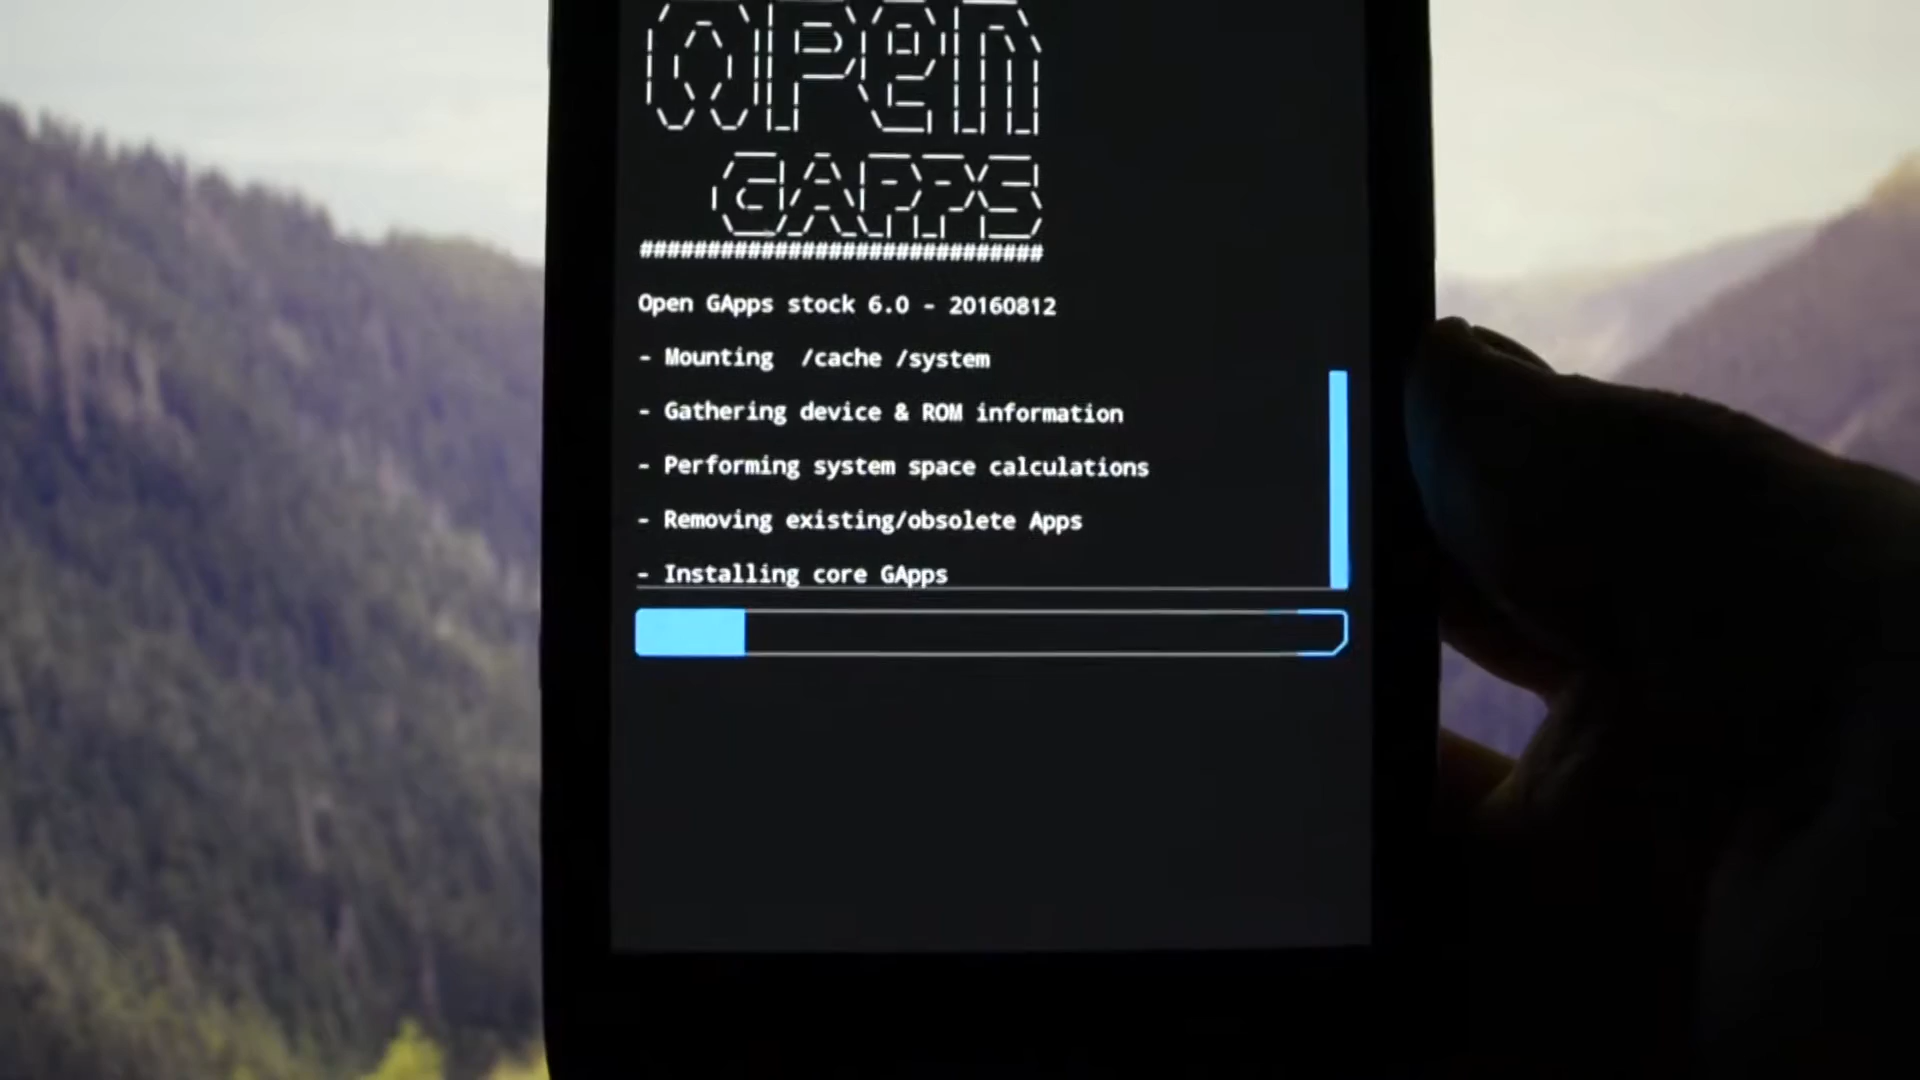 Open
GAPPS
##############################
Open GApps stock 6.0 - 20160812
- Mounting  /cache /system
- Gathering device & ROM information
- Performing system space calculations
- Removing existing/obsolete Apps
- Installing core GApps